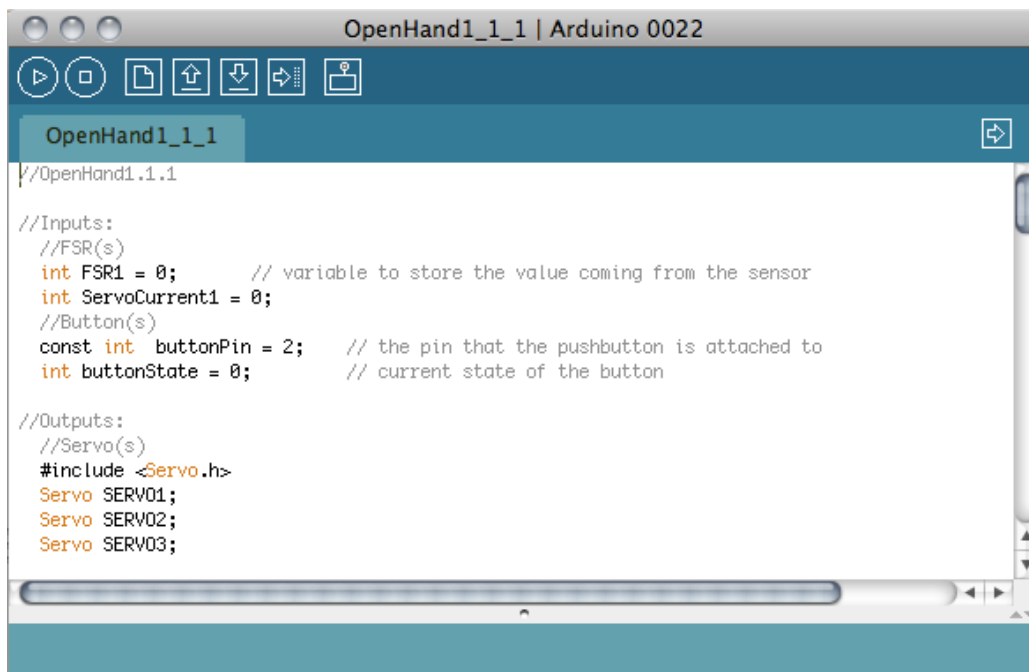 OpenHand1_1_1 | Arduino 0022
OpenHand1_1_1
//OpenHand1.1.1
//Inputs:
//FSR(s)
int FSR1 = 0; // variable to store the value coming from the sensor
int ServoCurrent1 = 0;
//Button(s)
const int buttonPin = 2; // the pin that the pushbutton is attached to
int buttonState = 0; // current state of the button
//Outputs:
//Servo(s)
#include <Servo.h>
Servo SERVO1;
Servo SERVO2;
Servo SERVO3;